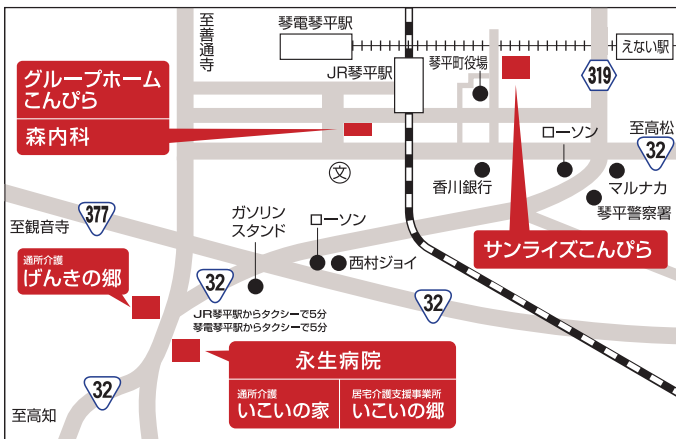 至善通寺
琴電琴平駅
JR琴平駅
琴平町役場
えない駅
319
グループホーム
こんぴら
森内科
ローソン
至高松
32
文
香川銀行
マルナカ
琴平警察署
サンライズこんぴら
377
至観音寺
ガソリン
スタンド
ローソン
西村ジョイ
通所介護
げんきの郷
32
32
JR琴平駅からタクシーで5分
琴電琴平駅からタクシーで5分
永生病院
通所介護
いこいの家
居宅介護支援事業所
いこいの郷
32
至高知